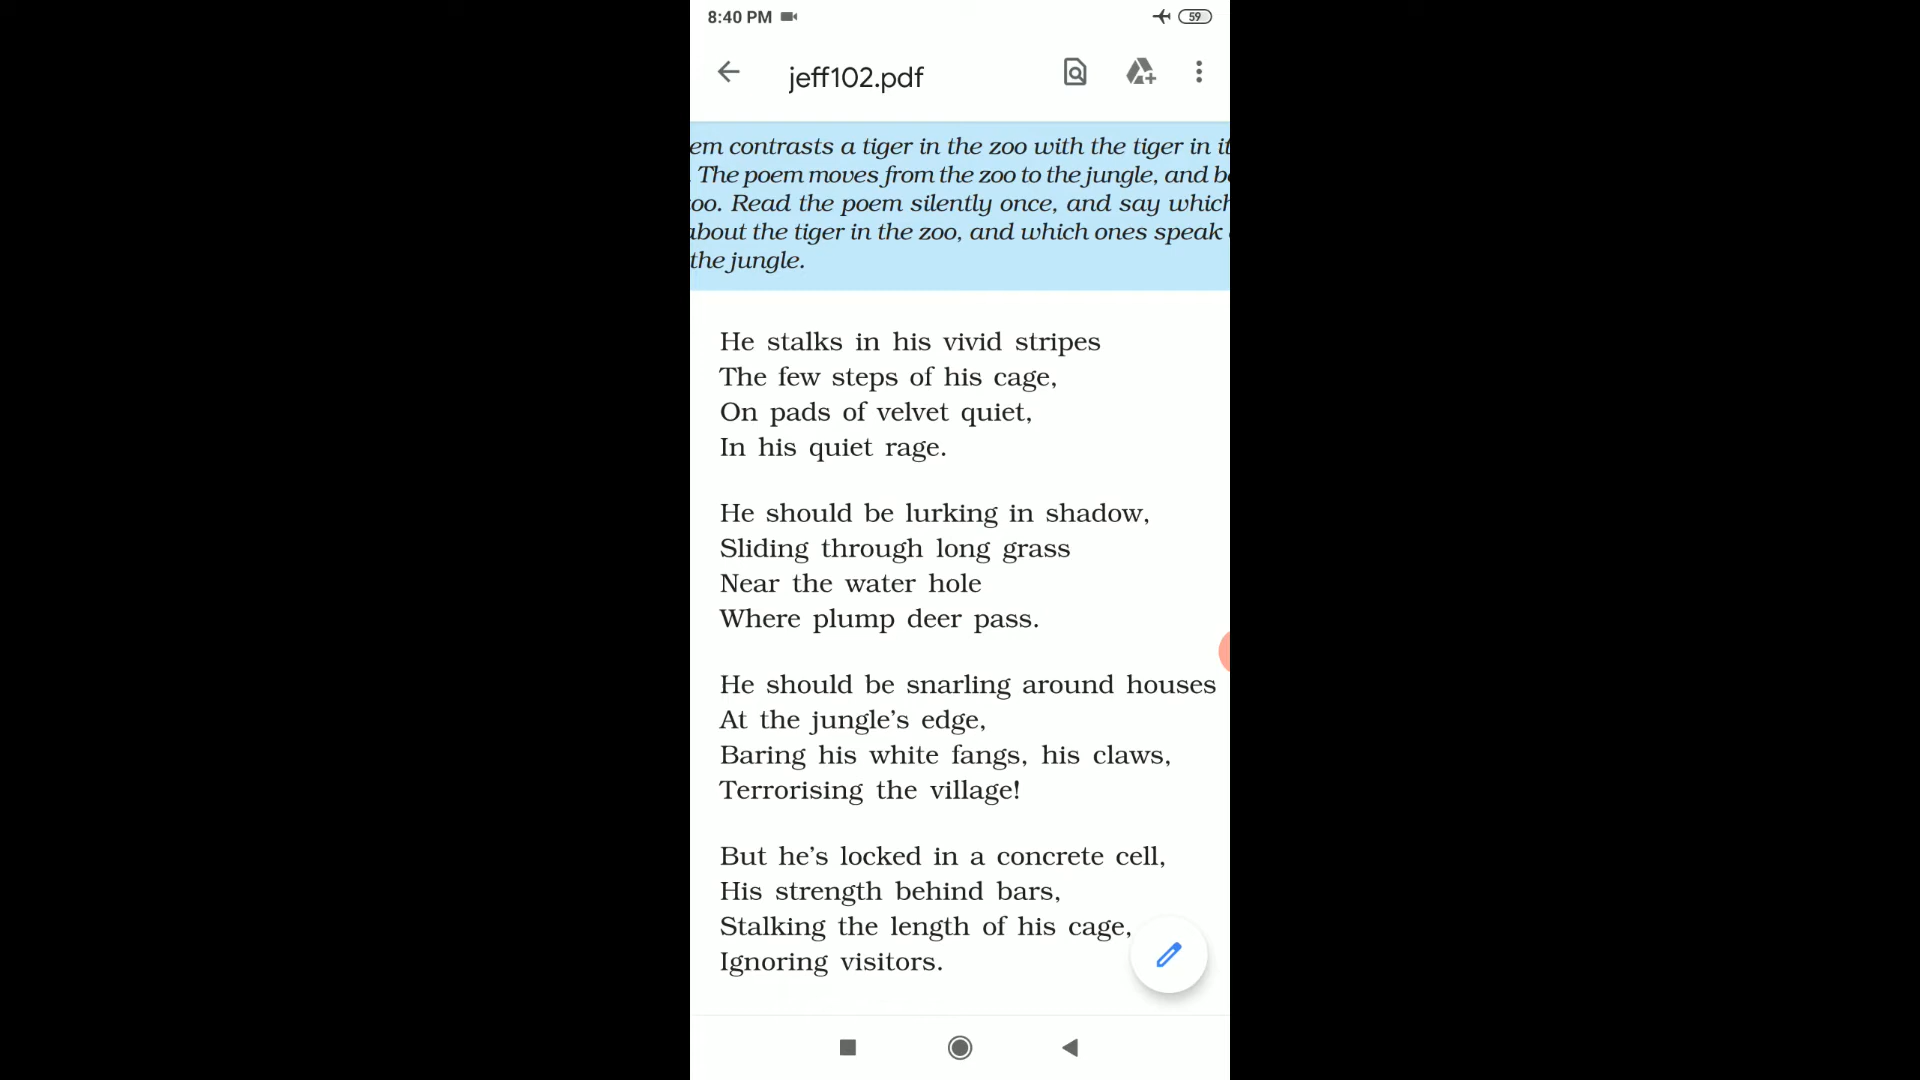 8:40 PM
59
jeff102.pdf
em contrasts a tiger in the zoo with the tiger in it
The poem moves from the zoo to the jungle, and b
oo. Read the poem silently once, and say which
about the tiger in the zoo, and which ones speak
the jungle.
He stalks in his vivid stripes
The few steps of his cage,
On pads of velvet quiet,
In his quiet rage.
He should be lurking in shadow,
Sliding through long grass
Near the water hole
Where plump deer pass.
He should be snarling around houses
At the jungle’s edge,
Baring his white fangs, his claws,
Terrorising the village!
But he’s locked in a concrete cell,
His strength behind bars,
Stalking the length of his cage,
Ignoring visitors.